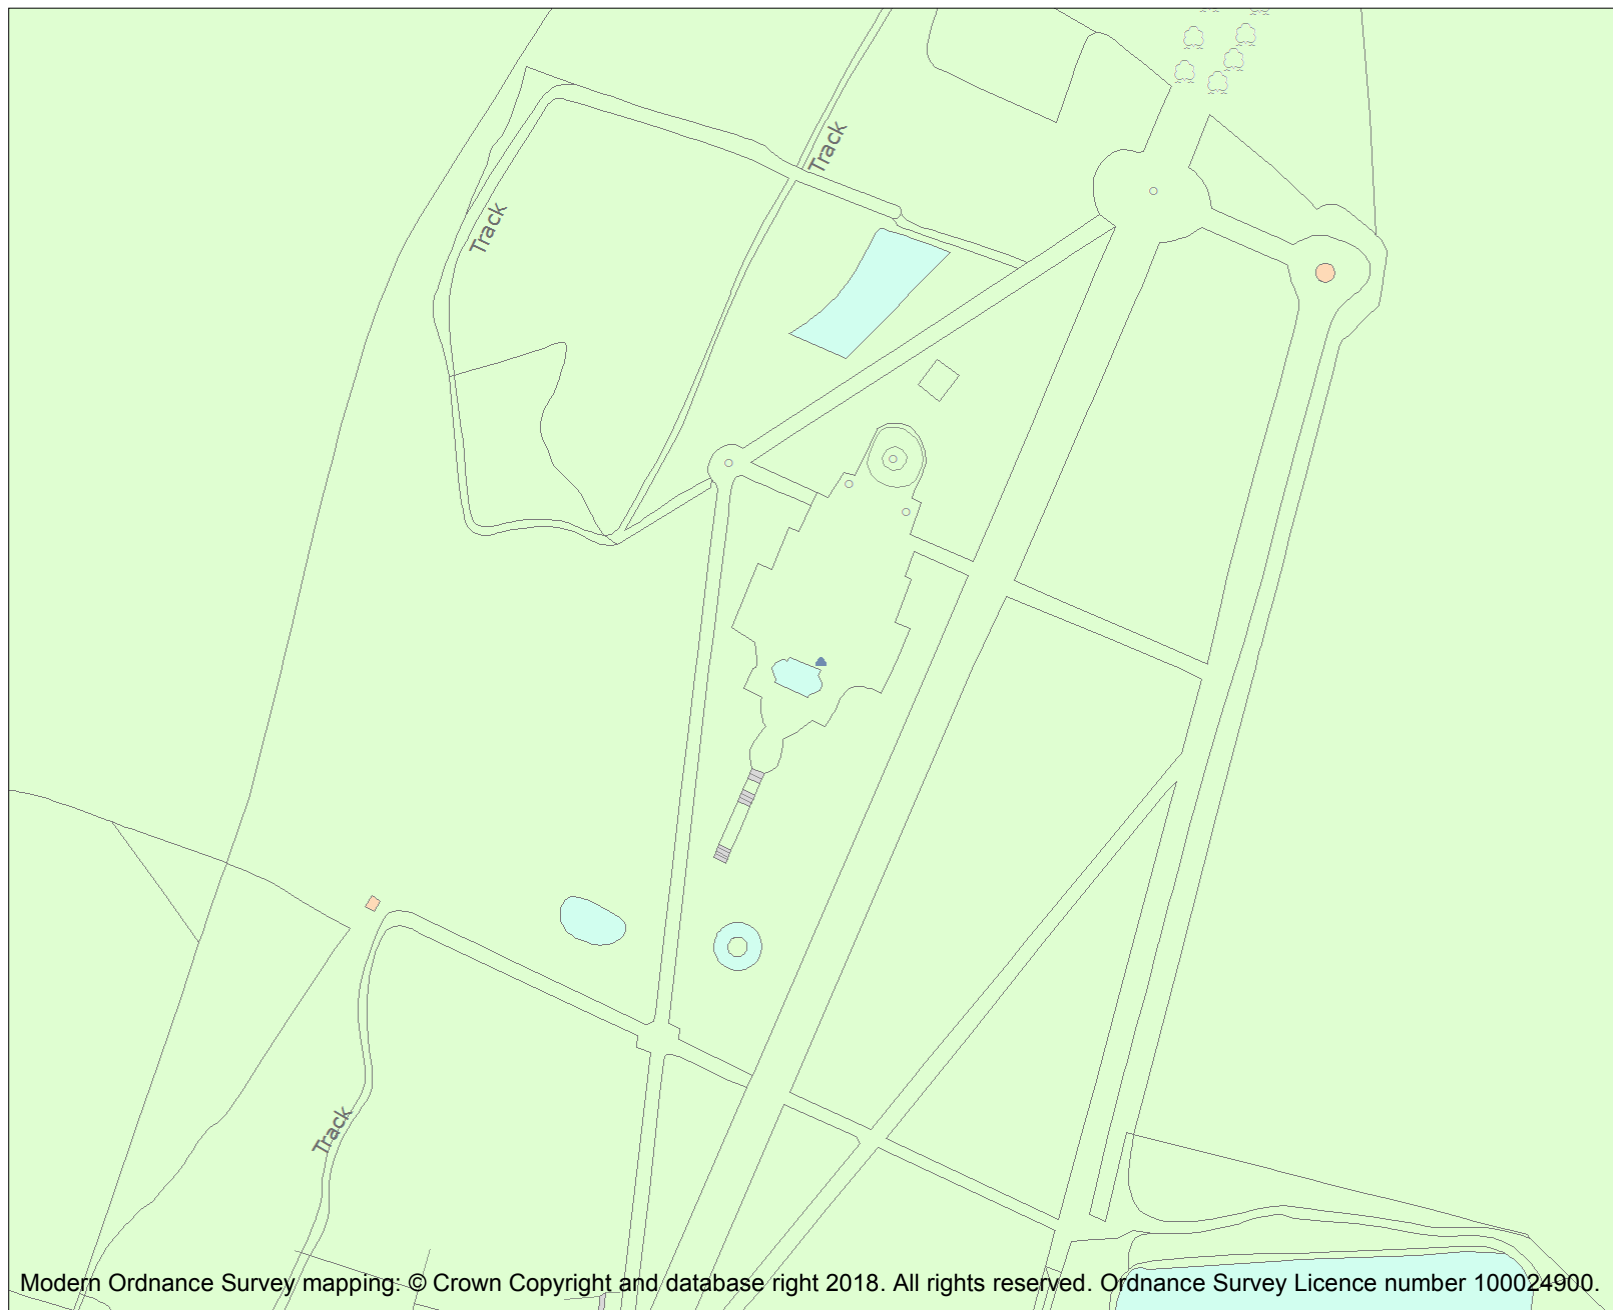 Track
Track
Track
Modern Ordnance Survey mapping: © Crown Copyright and database right 2018. All rights reserved. Ordnance Survey Licence number 100024900.